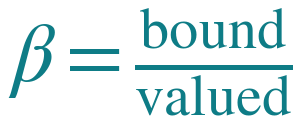 β = bound
valued